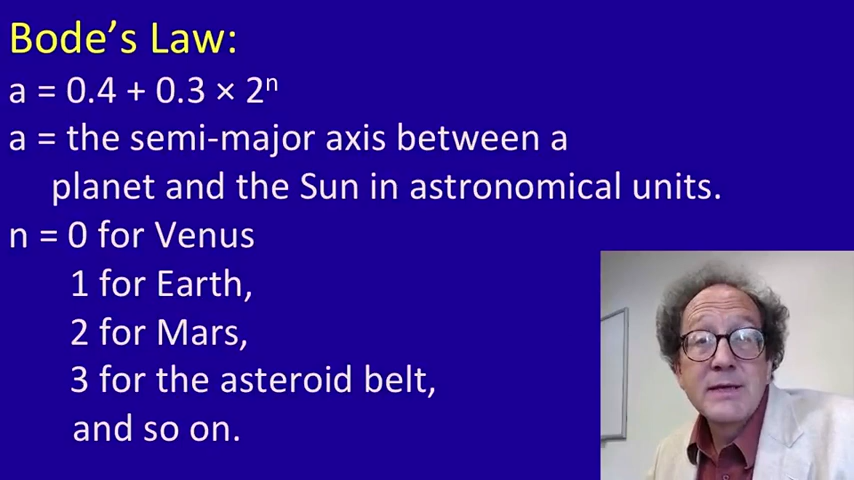 Bode’s Law:
a = 0.4 + 0.3 × 2ⁿ
a = the semi-major axis between a
planet and the Sun in astronomical units.
n = 0 for Venus
1 for Earth,
2 for Mars,
3 for the asteroid belt,
and so on.